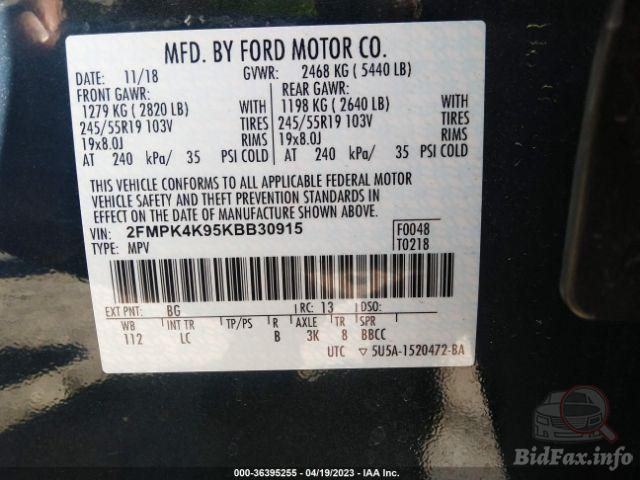 MFD. BY FORD MOTOR CO.
DATE: 11/18 GVWR: 2468 KG ( 5440 LB)
FRONT GAWR: REAR GAWR:
1279 KG ( 2820 LB) WITH 1198 KG ( 2640 LB) WITH
245/55R19 103V TIRES 245/55R19 103V TIRES
19x8.0J RIMS 19x8.0J RIMS
AT 240 kPa/ 35 PSI COLD AT 240 kPa/ 35 PSI COLD
THIS VEHICLE CONFORMS TO ALL APPLICABLE FEDERAL MOTOR
VEHICLE SAFETY AND THEFT PREVENTION STANDARDS IN
EFFECT ON THE DATE OF MANUFACTURE SHOWN ABOVE.
VIN: 2FMPK4K95KBB30915 F0048
TYPE: MPV T0218
EXT PNT: BG RC: 13 DSO:
WB INT TR TP/PS R AXLE TR SPR
112 LC B 3K 8 BBCC
UTC ▽ 5U5A-1520472-BA
BidFax.info
000-36395255 - 04/19/2023 - IAA Inc.